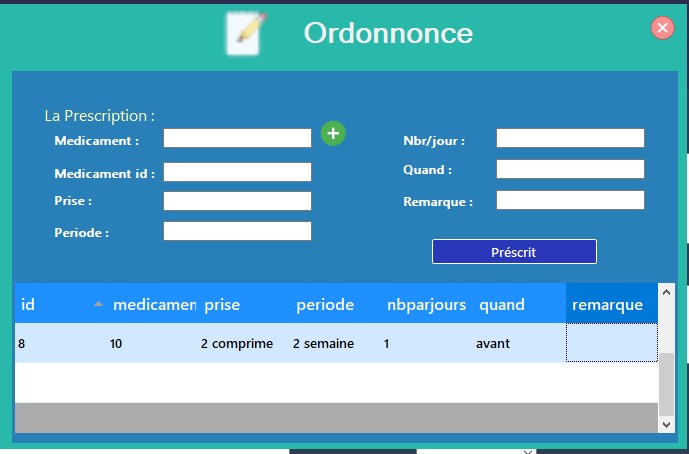 Ordonnonce
La Prescription :
Medicament :
Medicament id :
Prise :
Periode :
Nbr/jour :
Quand :
Remarque :
Préscrit
id medicamen prise periode nbparjours quand remarque
8 10 2 comprime 2 semaine 1 avant